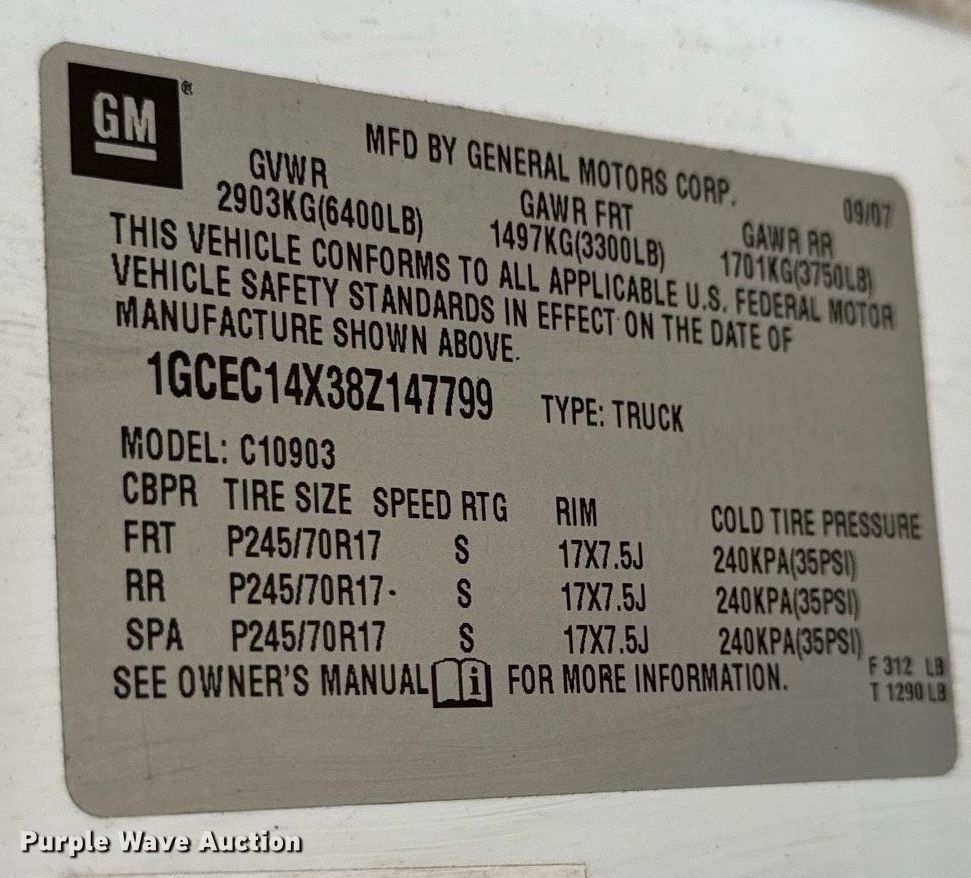 GM ®
MFD BY GENERAL MOTORS CORP. 09/07
GVWR GAWR FRT GAWR RR
2903KG(6400LB) 1497KG(3300LB) 1701KG(3750LB)
THIS VEHICLE CONFORMS TO ALL APPLICABLE U.S. FEDERAL MOTOR
VEHICLE SAFETY STANDARDS IN EFFECT ON THE DATE OF
MANUFACTURE SHOWN ABOVE.
1GCEC14X38Z147799 TYPE: TRUCK
MODEL: C10903
CBPR TIRE SIZE SPEED RTG RIM COLD TIRE PRESSURE
FRT P245/70R17 S 17X7.5J 240KPA(35PSI)
RR P245/70R17 S 17X7.5J 240KPA(35PSI)
SPA P245/70R17 S 17X7.5J 240KPA(35PSI)
SEE OWNER'S MANUAL i FOR MORE INFORMATION.
F 312 LB
T 1290 LB
Purple Wave Auction